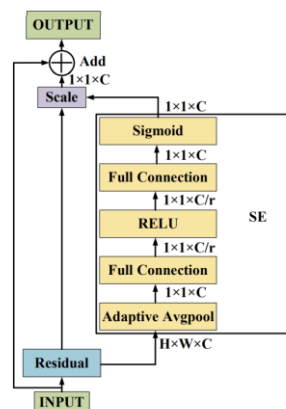 OUTPUT
Add
1×1×C
Scale
1×1×C
Sigmoid
1×1×C
Full Connection
1×1×C/r
RELU
SE
1×1×C/r
Full Connection
1×1×C
Adaptive Avgpool
H×W×C
Residual
INPUT